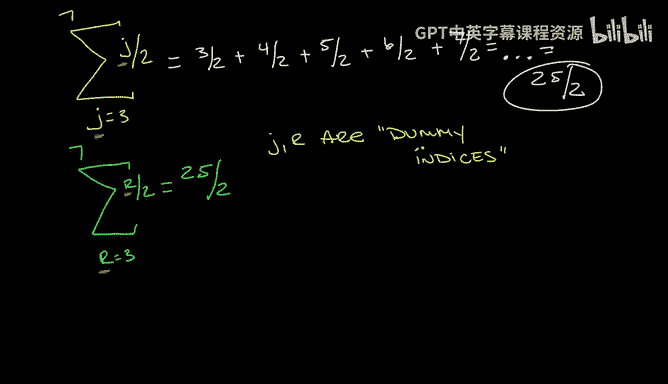 GPT中英字幕课程资源 bilibili
7
∑ j/2 = 3/2 + 4/2 + 5/2 + 6/2 + 7/2 = ... = 25/2
j=3
j,k ARE "DUMMY INDICES"
7
∑ k/2 = 25/2
k=3